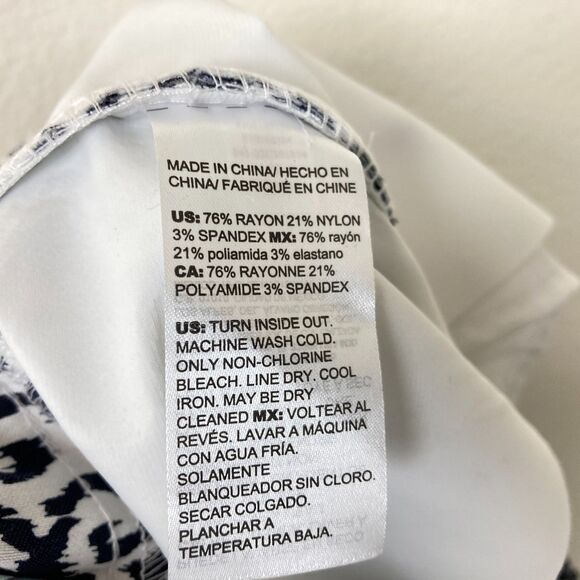 MADE IN CHINA/ HECHO EN
CHINA/ FABRIQUÉ EN CHINE
US: 76% RAYON 21% NYLON
3% SPANDEX MX: 76% rayón
21% poliamida 3% elastano
CA: 76% RAYONNE 21%
POLYAMIDE 3% SPANDEX
US: TURN INSIDE OUT.
MACHINE WASH COLD.
ONLY NON-CHLORINE
BLEACH. LINE DRY. COOL
IRON. MAY BE DRY
CLEANED MX: VOLTEAR AL
REVÉS. LAVAR A MÁQUINA
CON AGUA FRÍA.
SOLAMENTE
BLANQUEADOR SIN CLORO.
SECAR COLGADO.
PLANCHAR A
TEMPERATURA BAJA.